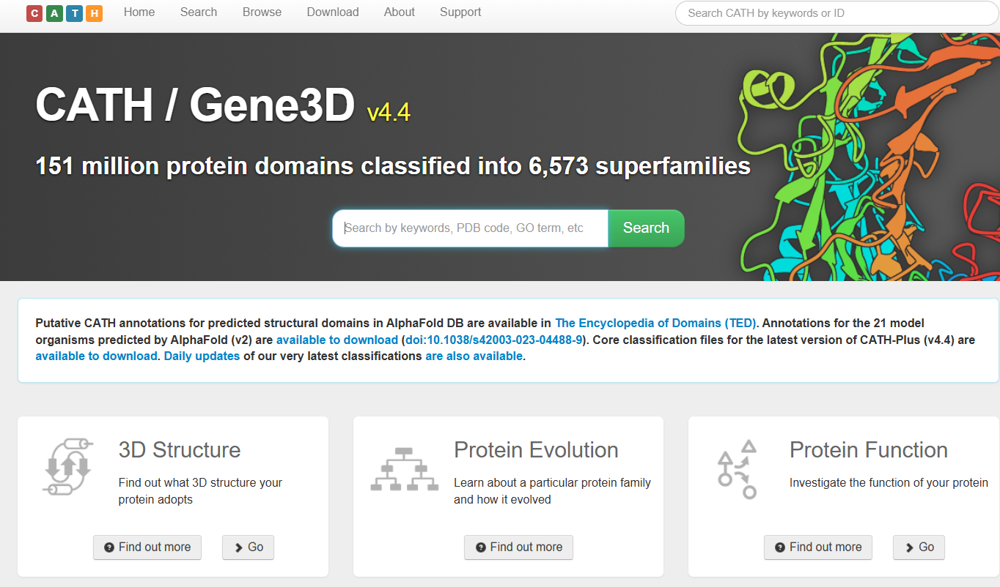 C A T H Home Search Browse Download About Support Search CATH by keywords or ID
CATH / Gene3D v4.4
151 million protein domains classified into 6,573 superfamilies
Search by keywords, PDB code, GO term, etc Search
Putative CATH annotations for predicted structural domains in AlphaFold DB are available in The Encyclopedia of Domains (TED). Annotations for the 21 model
organisms predicted by AlphaFold (v2) are available to download (doi:10.1038/s42003-023-04488-9). Core classification files for the latest version of CATH-Plus (v4.4) are
available to download. Daily updates of our very latest classifications are also available.
3D Structure
Find out what 3D structure your
protein adopts
Find out more Go
Protein Evolution
Learn about a particular protein family
and how it evolved
Find out more
Protein Function
Investigate the function of your protein
Find out more Go